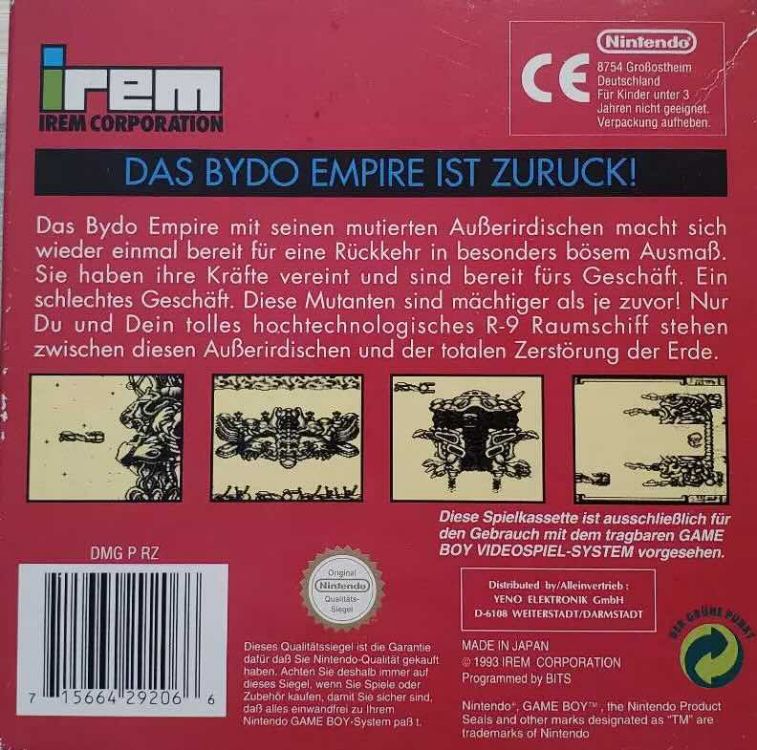 irem
IREM CORPORATION
Nintendo
CE
8754 Großostheim
Deutschland
Für Kinder unter 3
Jahren nicht geeignet.
Verpackung aufheben.
DAS BYDO EMPIRE IST ZURUCK!
Das Bydo Empire mit seinen mutierten Außerirdischen macht sich
wieder einmal bereit für eine Rückkehr in besonders bösem Ausmaß.
Sie haben ihre Kräfte vereint und sind bereit fürs Geschäft. Ein
schlechtes Geschäft. Diese Mutanten sind mächtiger als je zuvor! Nur
Du und Dein tolles hochtechnologisches R-9 Raumschiff stehen
zwischen diesen Außerirdischen und der totalen Zerstörung der Erde.
Diese Spielkassette ist ausschließlich für
den Gebrauch mit dem tragbaren GAME
BOY VIDEOSPIEL-SYSTEM vorgesehen.
DMG P RZ
7 15664 29206 6
Original
Nintendo
Qualitäts-
Siegel
Dieses Qualitätssiegel ist die Garantie
dafür daß Sie Nintendo-Qualität gekauft
haben. Achten Sie deshalb immer auf
dieses Siegel, wenn Sie Spiele oder
Zubehör kaufen, damit Sie sicher sind,
daß alles einwandfrei zu Ihrem
Nintendo GAME BOY-System paß t.
Distributed by/Alleinvertrieb :
YENO ELEKTRONIK GmbH
D-6108 WEITERSTADT/DARMSTADT
MADE IN JAPAN
© 1993 IREM CORPORATION
Programmed by BITS
Nintendo®, GAME BOY™, the Nintendo Product
Seals and other marks designated as "TM" are
trademarks of Nintendo
DER GRÜNE PUNKT